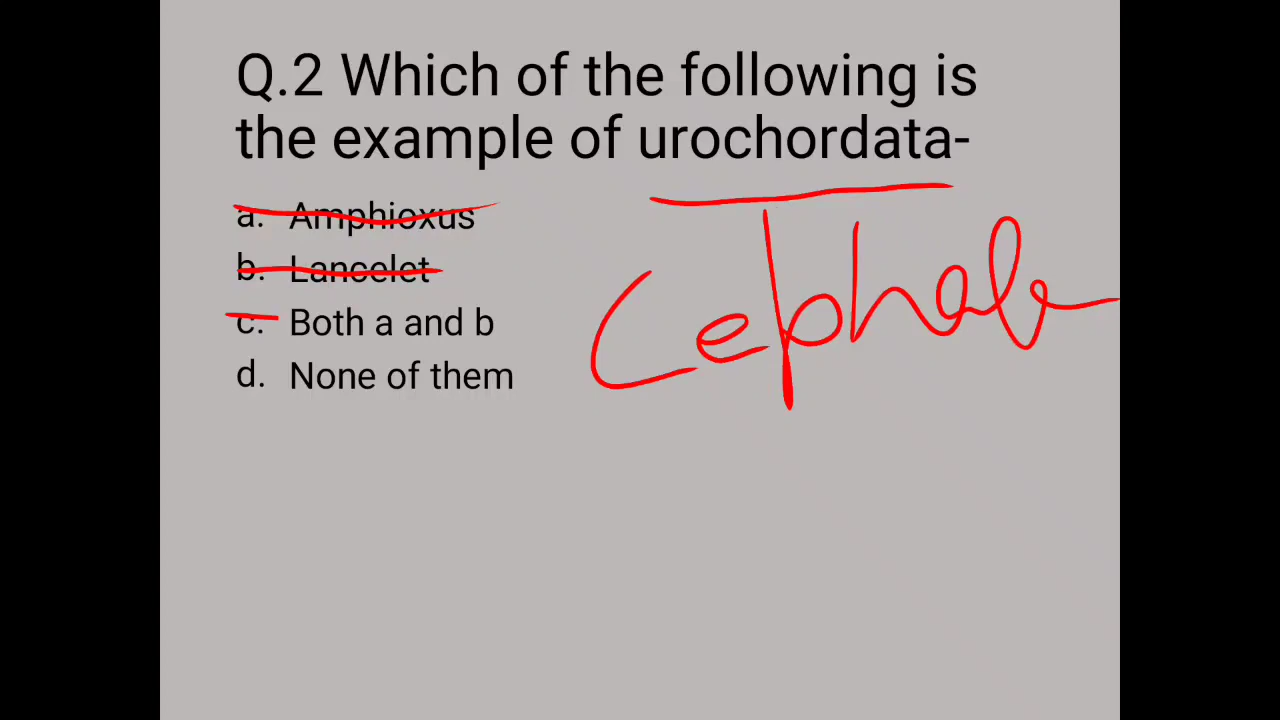 Q.2 Which of the following is
the example of urochordata-
a. Amphioxus
b. Lancelet
c. Both a and b
d. None of them
Cephalo